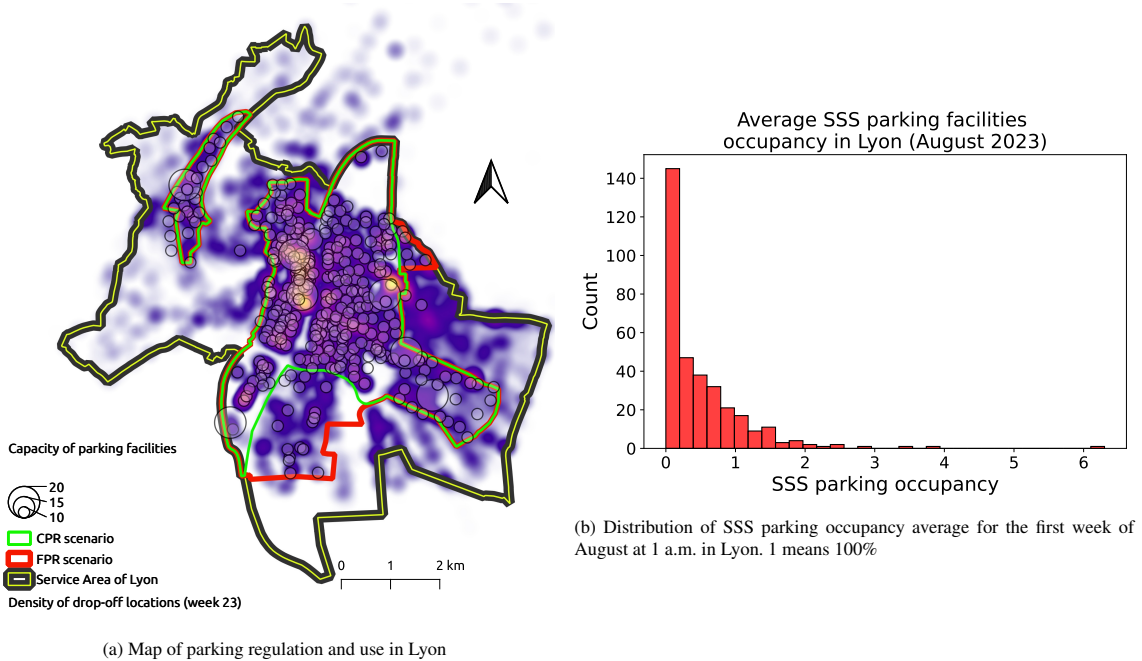 Capacity of parking facilities
20
15
10
CPR scenario
FPR scenario
Service Area of Lyon
Density of drop-off locations (week 23)
0 1 2 km
(a) Map of parking regulation and use in Lyon
Average SSS parking facilities
occupancy in Lyon (August 2023)
Count
140
120
100
80
60
40
20
0
0 1 2 3 4 5 6
SSS parking occupancy
(b) Distribution of SSS parking occupancy average for the first week of
August at 1 a.m. in Lyon. 1 means 100%